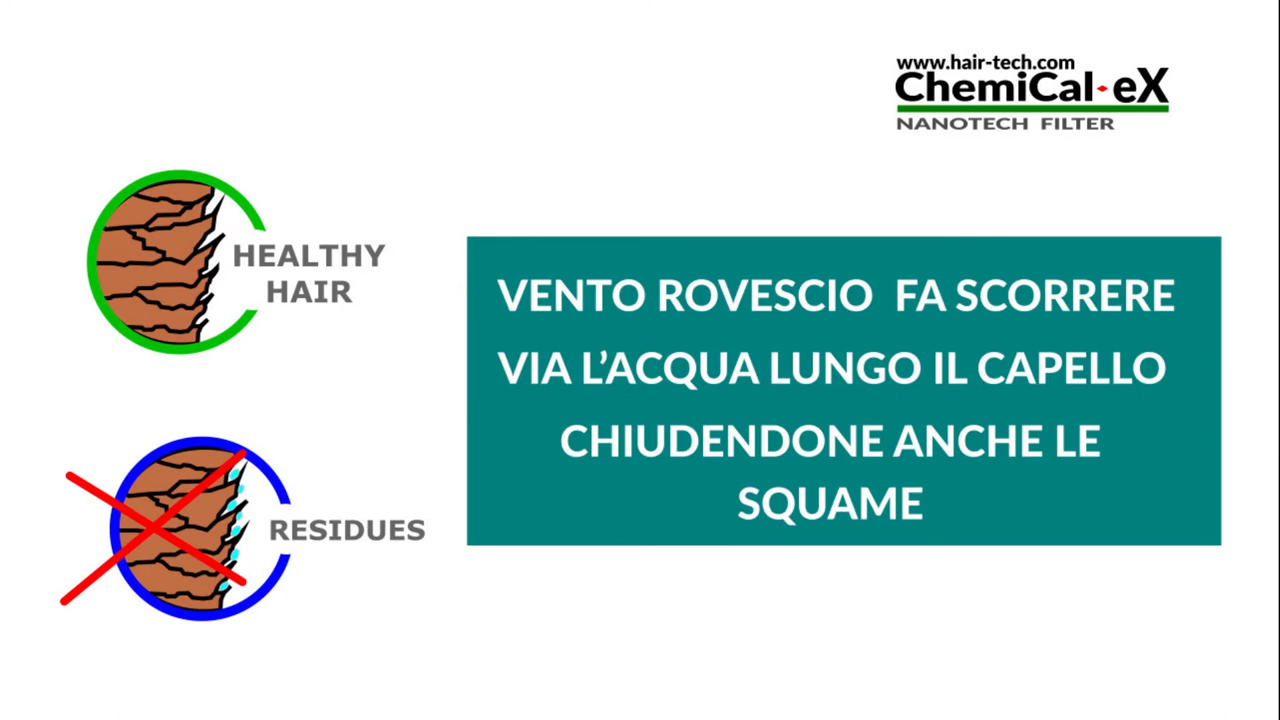 www.hair-tech.com
ChemiCal·eX
NANOTECH FILTER
HEALTHY
HAIR
VENTO ROVESCIO FA SCORRERE
VIA L’ACQUA LUNGO IL CAPELLO
CHIUDENDONE ANCHE LE
SQUAME
RESIDUES